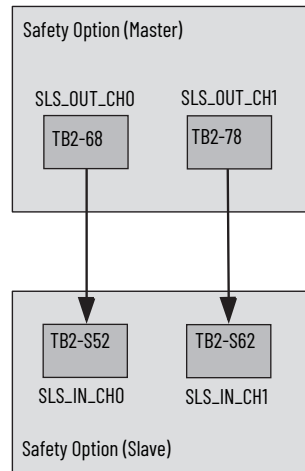 Safety Option (Master)
SLS_OUT_CH0 SLS_OUT_CH1
TB2-68 TB2-78
TB2-S52 TB2-S62
SLS_IN_CH0 SLS_IN_CH1
Safety Option (Slave)